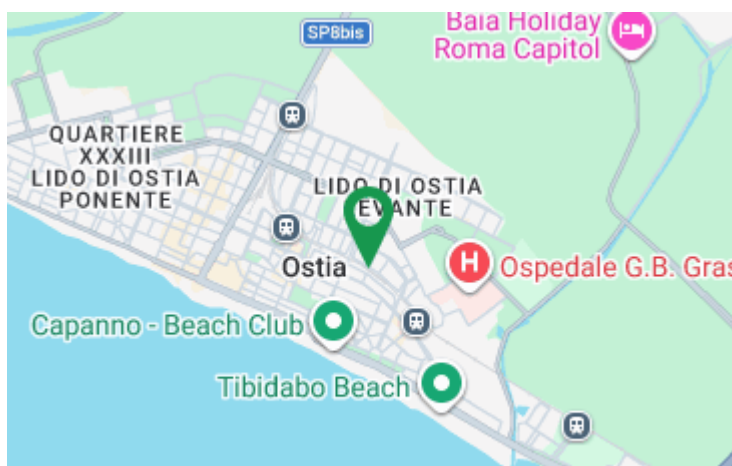 SP8bis
Baia Holiday
Roma Capitol
QUARTIERE
XXXIII
LIDO DI OSTIA
PONENTE
LIDO DI OSTIA
EVANTE
Ostia
H
Ospedale G.B. Gras
Capanno - Beach Club
Tibidabo Beach